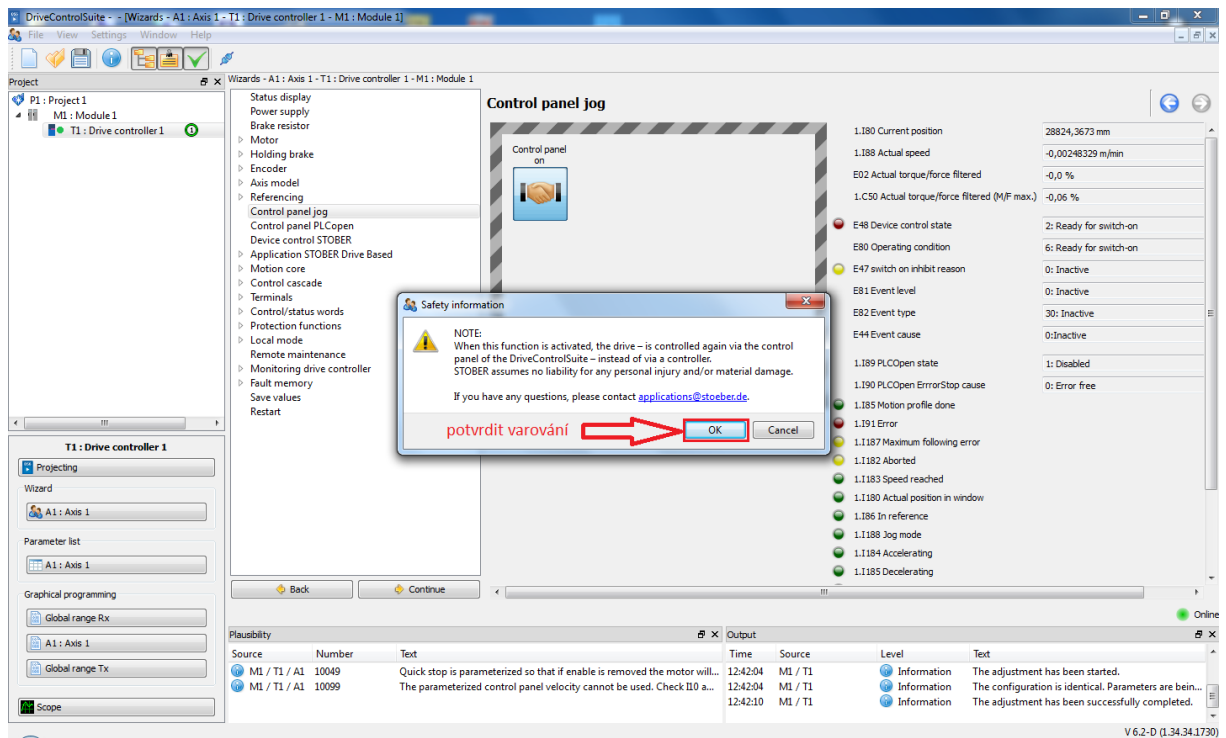 DriveControlSuite - - [Wizards - A1 : Axis 1 - T1 : Drive controller 1 - M1 : Module 1]
File View Settings Window Help
Project
P1 : Project 1
M1 : Module 1
T1 : Drive controller 1
T1 : Drive controller 1
Projecting
Wizard
A1 : Axis 1
Parameter list
A1 : Axis 1
Graphical programming
Global range Rx
A1 : Axis 1
Global range Tx
Scope
Wizards - A1 : Axis 1 - T1 : Drive controller 1 - M1 : Module 1
Status display
Power supply
Brake resistor
Motor
Holding brake
Encoder
Axis model
Referencing
Control panel jog
Control panel PLCopen
Device control STOBER
Application STOBER Drive Based
Motion core
Control cascade
Terminals
Control/status words
Protection functions
Local mode
Remote maintenance
Monitoring drive controller
Fault memory
Save values
Restart
Back
Continue
Control panel jog
Control panel
on
1.I80 Current position 28824,3673 mm
1.I88 Actual speed -0,00248329 m/min
E02 Actual torque/force filtered -0,0 %
1.C50 Actual torque/force filtered (M/F max.) -0,06 %
E48 Device control state 2: Ready for switch-on
E80 Operating condition 6: Ready for switch-on
E47 switch on inhibit reason 0: Inactive
E81 Event level 0: Inactive
E82 Event type 30: Inactive
E44 Event cause 0:Inactive
1.I89 PLCOpen state 1: Disabled
1.I90 PLCOpen ErrrorStop cause 0: Error free
1.I85 Motion profile done
1.I91 Error
1.I187 Maximum following error
1.I182 Aborted
1.I183 Speed reached
1.I180 Actual position in window
1.I86 In reference
1.I188 Jog mode
1.I184 Accelerating
1.I185 Decelerating
Safety information
NOTE:
When this function is activated, the drive – is controlled again via the control
panel of the DriveControlSuite – instead of via a controller.
STOBER assumes no liability for any personal injury and/or material damage.
If you have any questions, please contact applications@stoeber.de.
potvrdit varování
OK
Cancel
Online
Plausibility
Source Number Text
M1 / T1 / A1 10049 Quick stop is parameterized so that if enable is removed the motor will...
M1 / T1 / A1 10099 The parameterized control panel velocity cannot be used. Check I10 a...
Output
Time Source Level Text
12:42:04 M1 / T1 Information The adjustment has been started.
12:42:04 M1 / T1 Information The configuration is identical. Parameters are bein...
12:42:10 M1 / T1 Information The adjustment has been successfully completed.
V 6.2-D (1.34.34.1730)